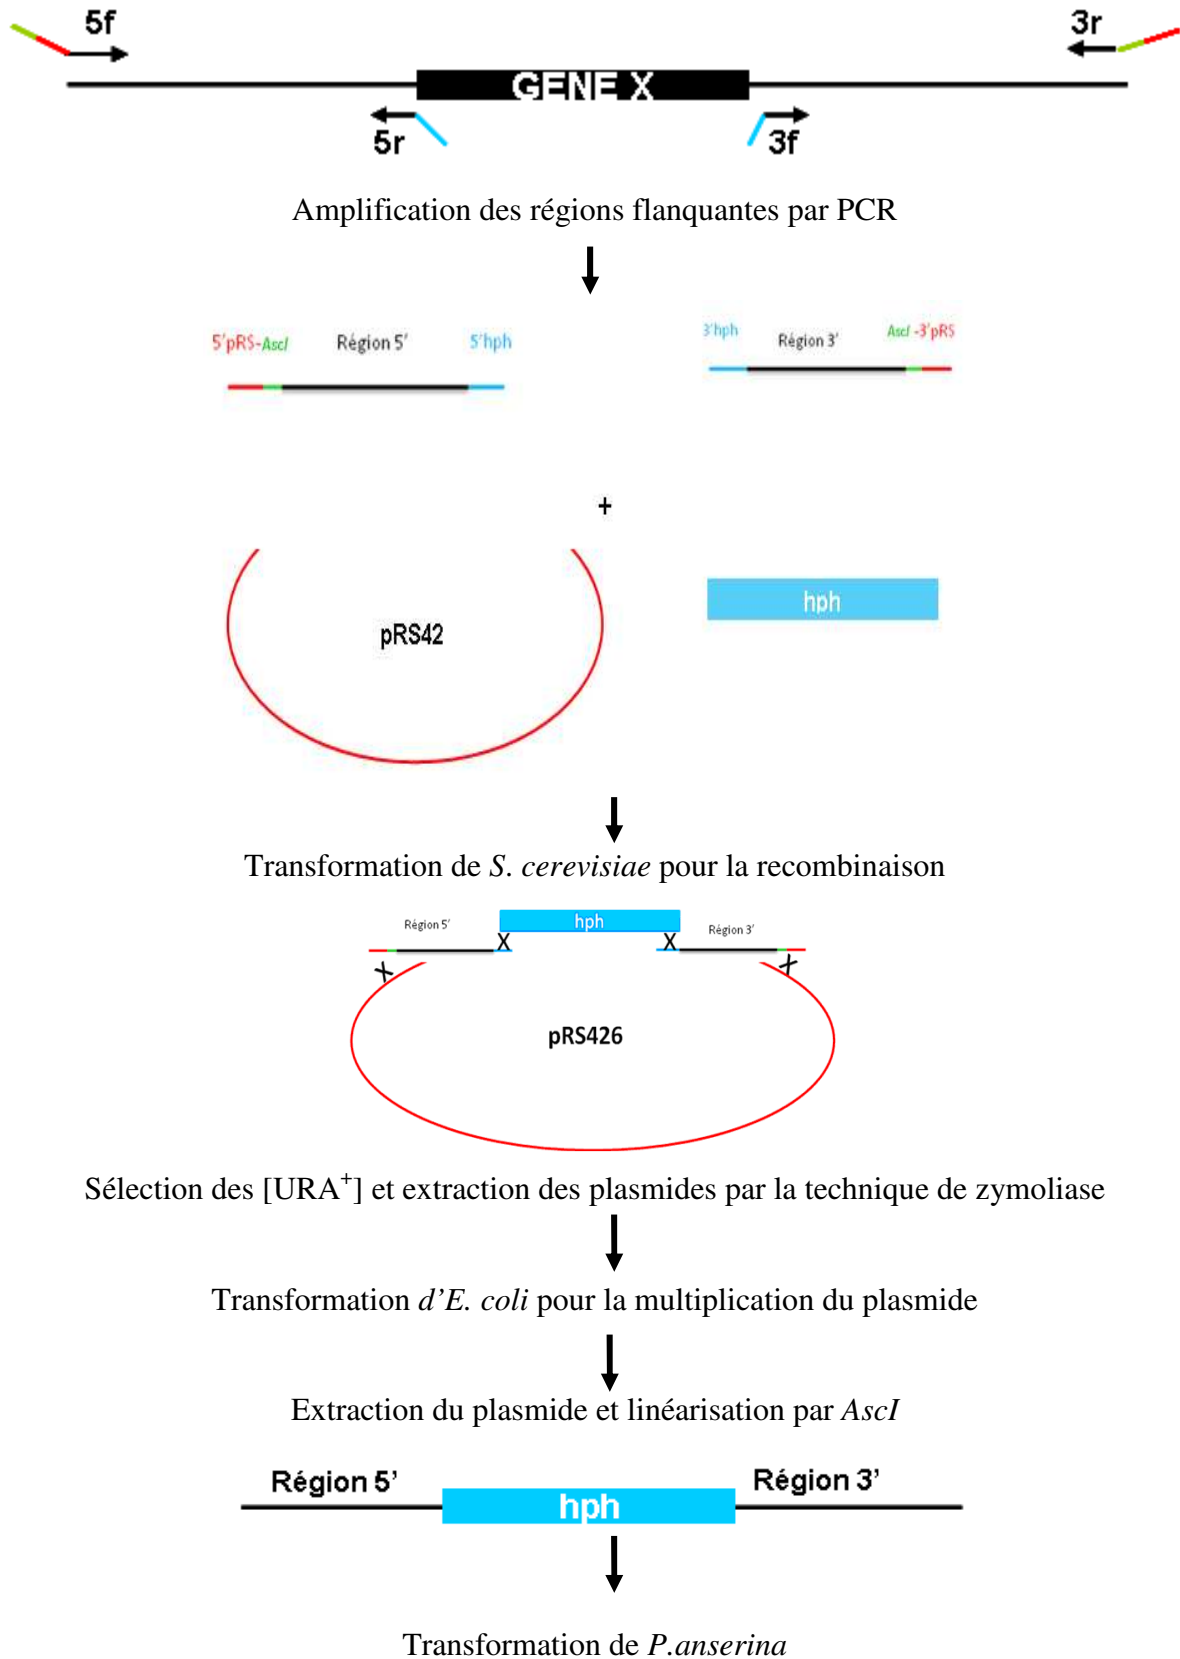 5f
3r
GENE X
5r
3f
Amplification des régions flanquantes par PCR
5'pRS-AscI Région 5' 5'hph
3'hph Région 3' AscI -3'pRS
+
pRS42
hph
Transformation de S. cerevisiae pour la recombinaison
Région 5' hph Région 3'
X X
X X
pRS426
Sélection des [URA+] et extraction des plasmides par la technique de zymoliase
Transformation d'E. coli pour la multiplication du plasmide
Extraction du plasmide et linéarisation par AscI
Région 5' Région 3'
hph
Transformation de P.anserina